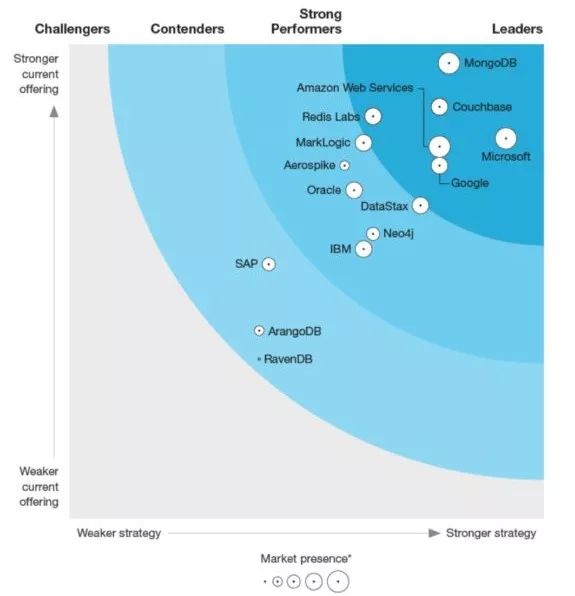 Challengers
Contenders
Strong
Performers
Leaders
Stronger
current
offering
MongoDB
Amazon Web Services
Couchbase
Redis Labs
MarkLogic
Microsoft
Aerospike
Google
Oracle
DataStax
Neo4j
IBM
SAP
ArangoDB
RavenDB
Weaker
current
offering
Weaker strategy
Stronger strategy
Market presence*